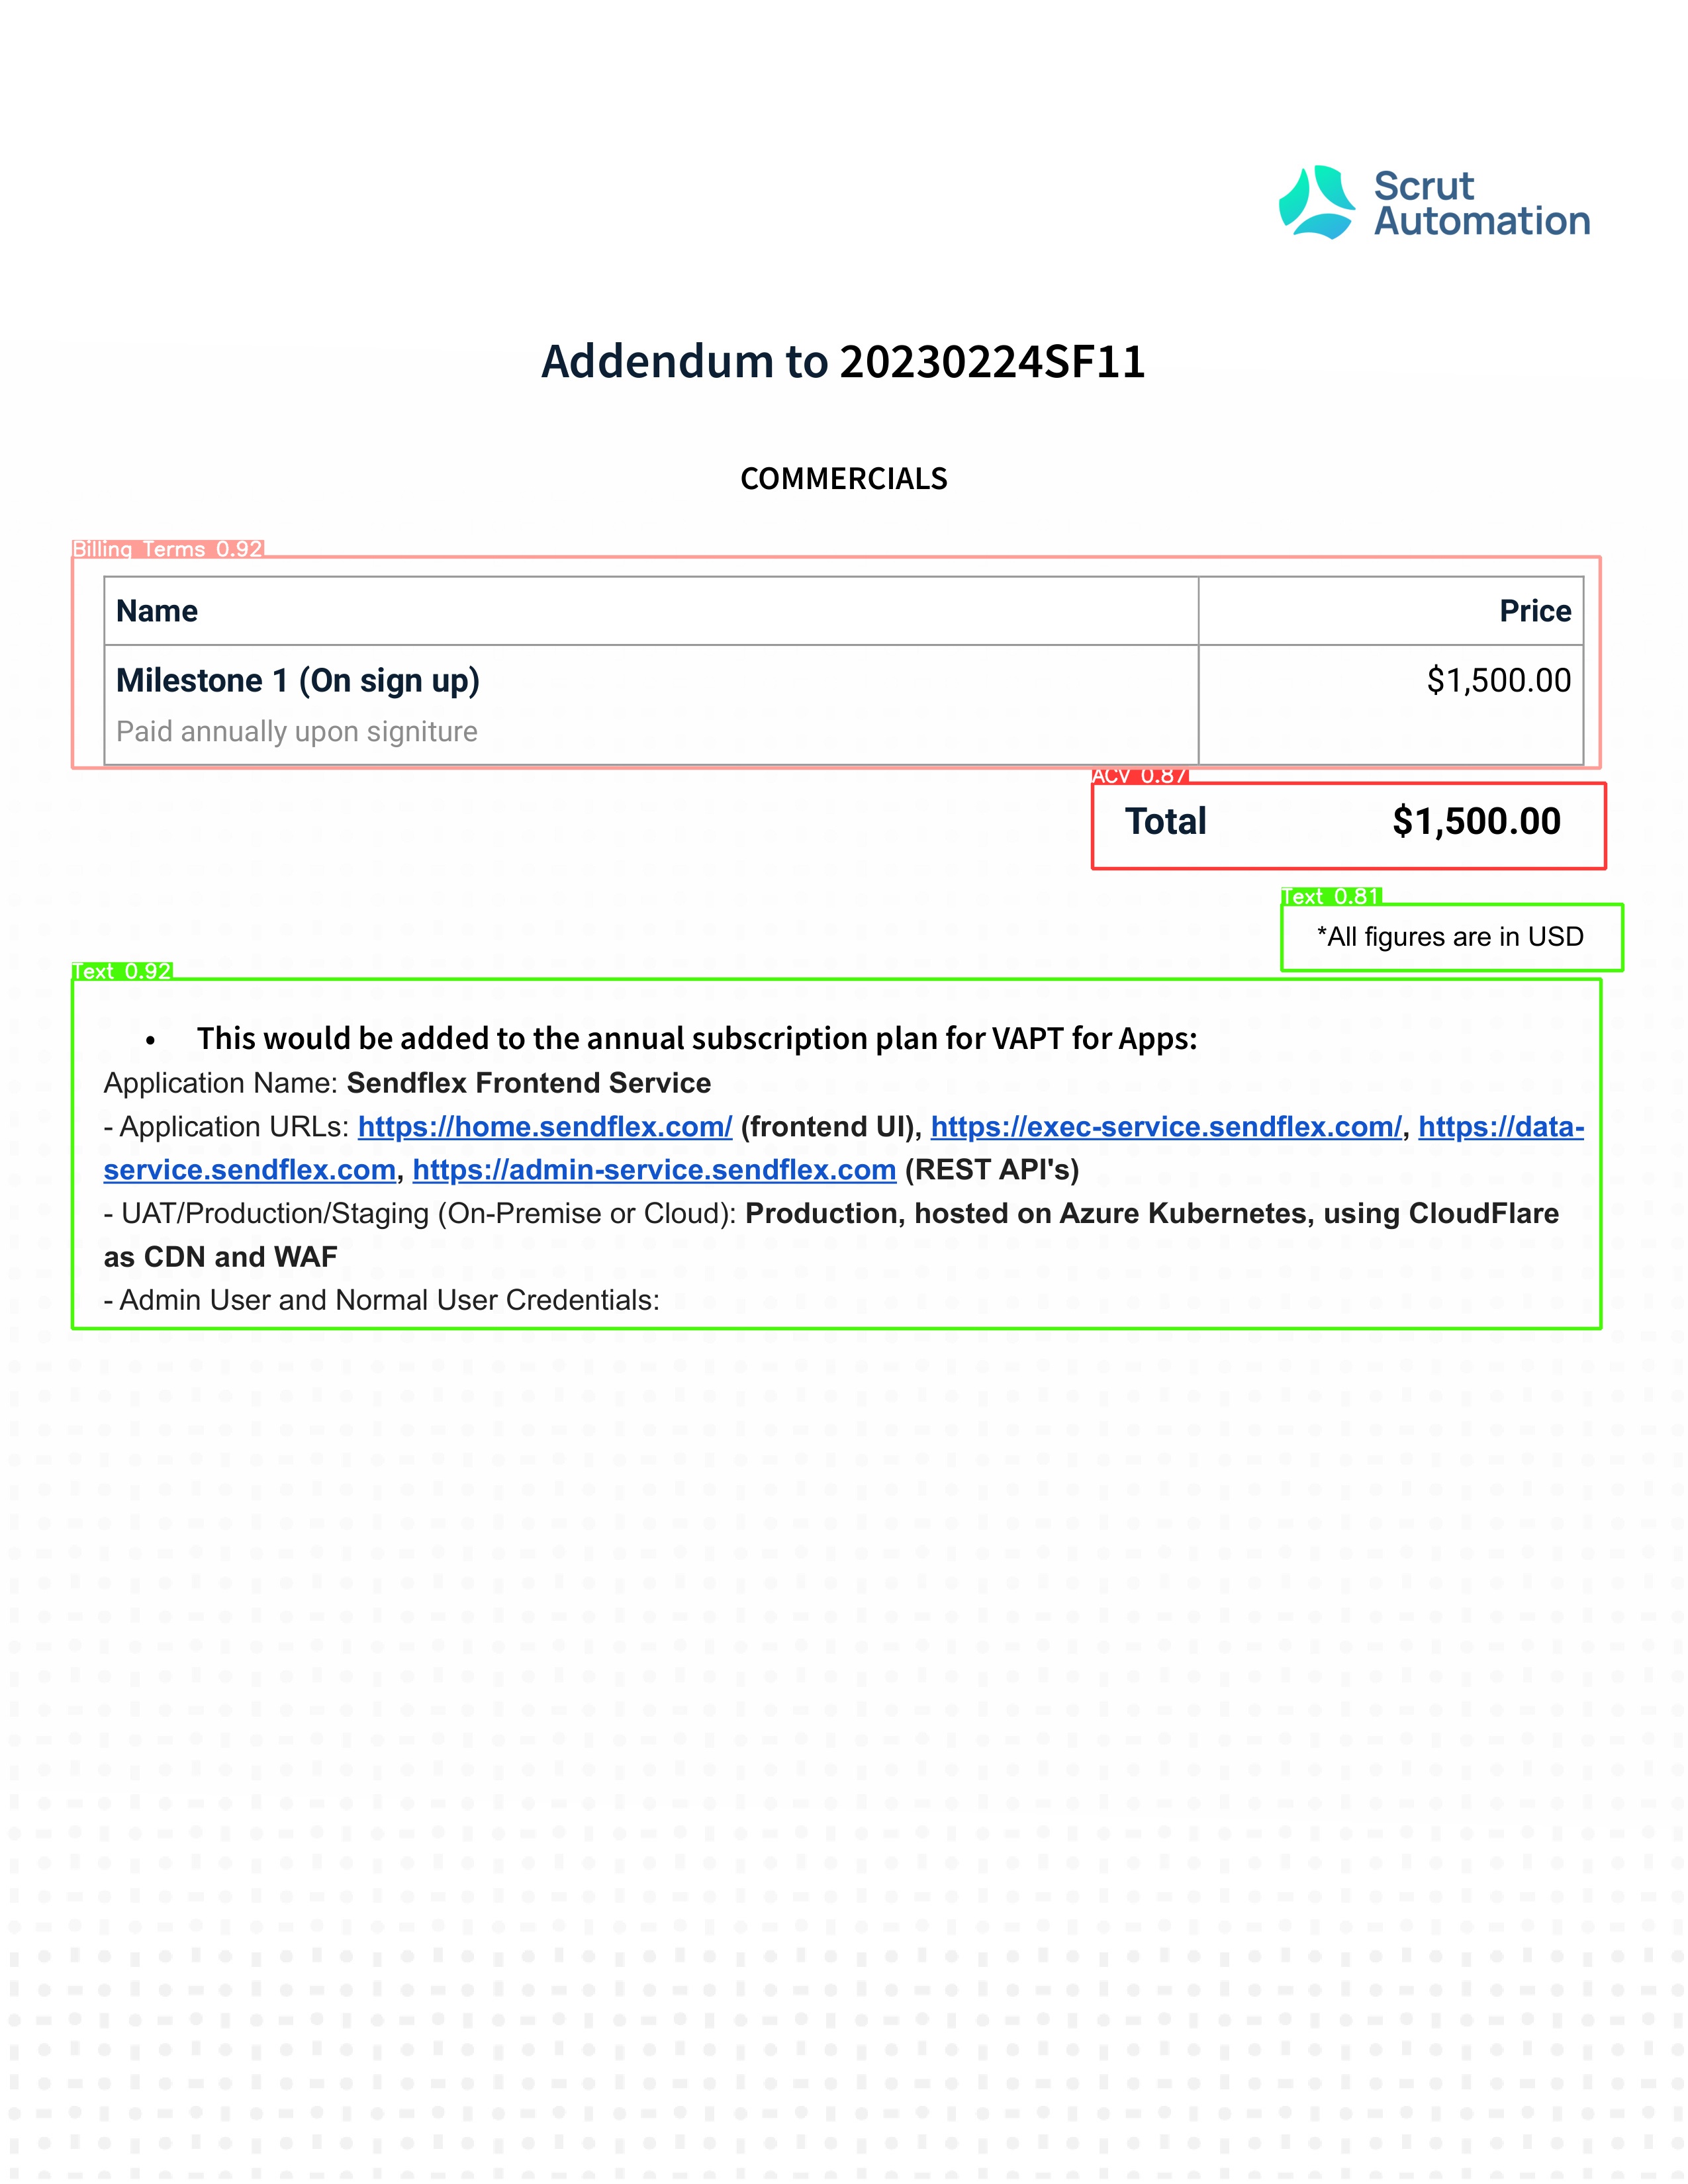 Scrut
Automation
Addendum to 20230224SF11
COMMERCIALS
Billing Terms 0.92
Name Price
Milestone 1 (On sign up) $1,500.00
Paid annually upon signiture
ACV 0.87
Total $1,500.00
Text 0.81
*All figures are in USD
Text 0.92
• This would be added to the annual subscription plan for VAPT for Apps:
Application Name: Sendflex Frontend Service
- Application URLs: https://home.sendflex.com/ (frontend UI), https://exec-service.sendflex.com/, https://data-
service.sendflex.com, https://admin-service.sendflex.com (REST API's)
- UAT/Production/Staging (On-Premise or Cloud): Production, hosted on Azure Kubernetes, using CloudFlare
as CDN and WAF
- Admin User and Normal User Credentials: